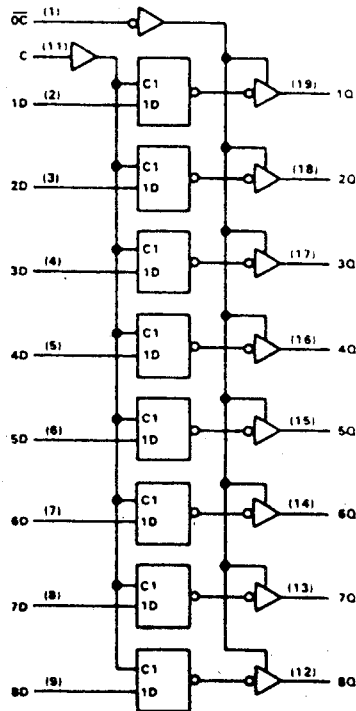 OC (1)
C (11)
C1 (19)
1D (2) 1D 1Q
C1 (18)
2D (3) 1D 2Q
C1 (17)
3D (4) 1D 3Q
C1 (16)
4D (5) 1D 4Q
C1 (15)
5D (6) 1D 5Q
C1 (14)
6D (7) 1D 6Q
C1 (13)
7D (8) 1D 7Q
C1 (12)
8D (9) 1D 8Q